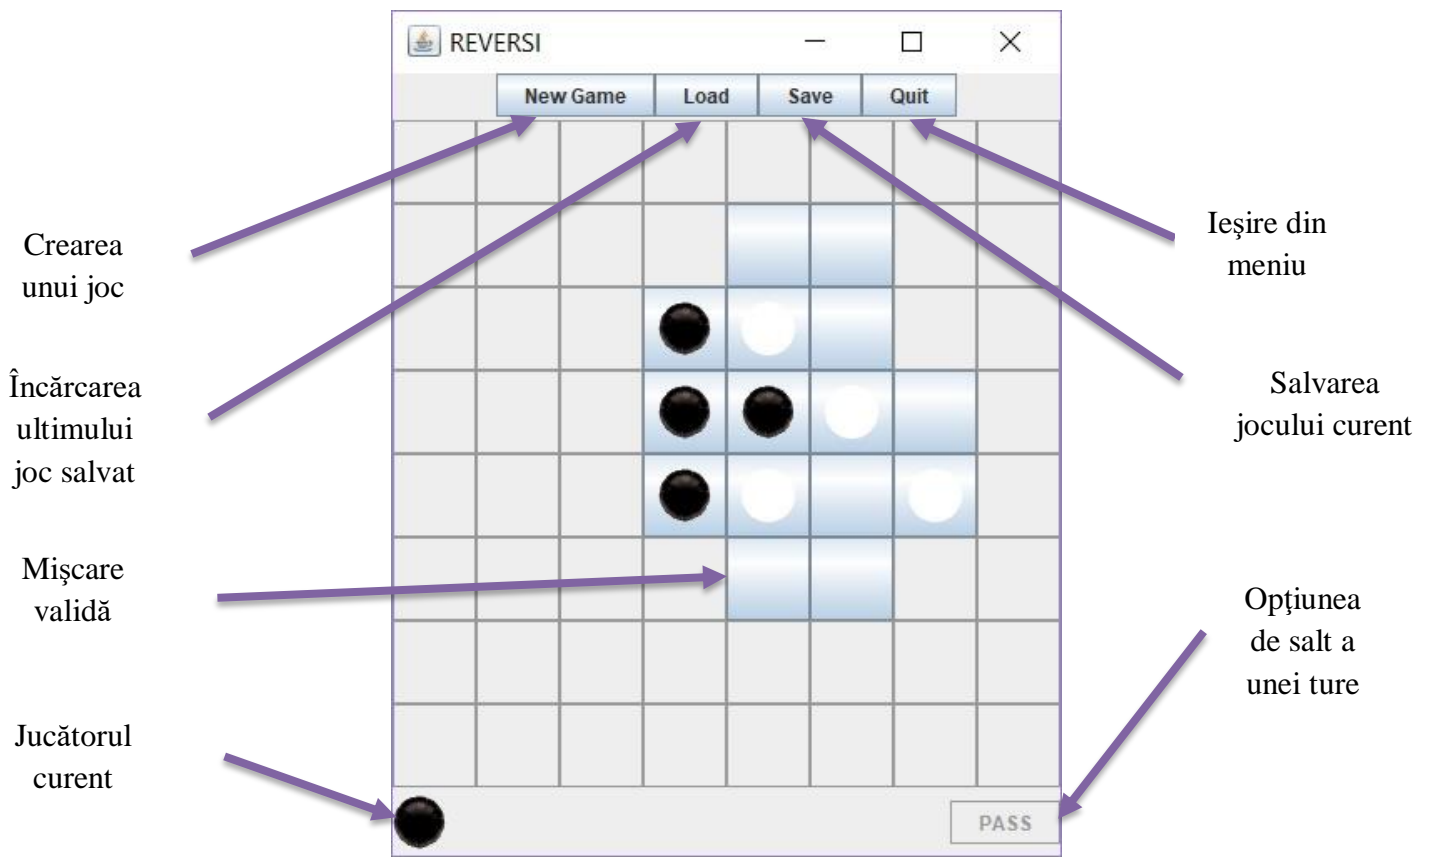 REVERSI
New Game
Load
Save
Quit
Crearea
unui joc
Încărcarea
ultimului
joc salvat
Mişcare
validă
Jucătorul
curent
Ieşire din
meniu
Salvarea
jocului curent
Opţiunea
de salt a
unei ture
PASS